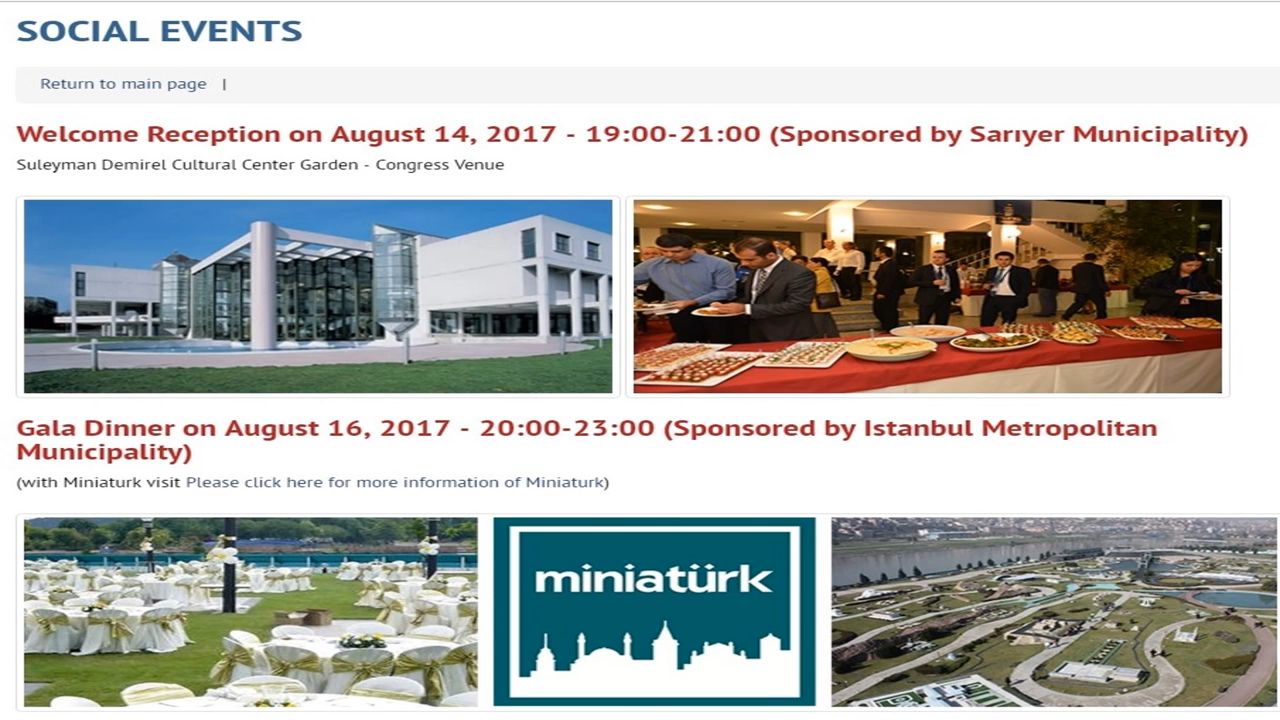 SOCIAL EVENTS
Return to main page |
Welcome Reception on August 14, 2017 - 19:00-21:00 (Sponsored by Sarıyer Municipality)
Suleyman Demirel Cultural Center Garden - Congress Venue
Gala Dinner on August 16, 2017 - 20:00-23:00 (Sponsored by Istanbul Metropolitan
Municipality)
(with Miniaturk visit Please click here for more information of Miniaturk)
miniatürk